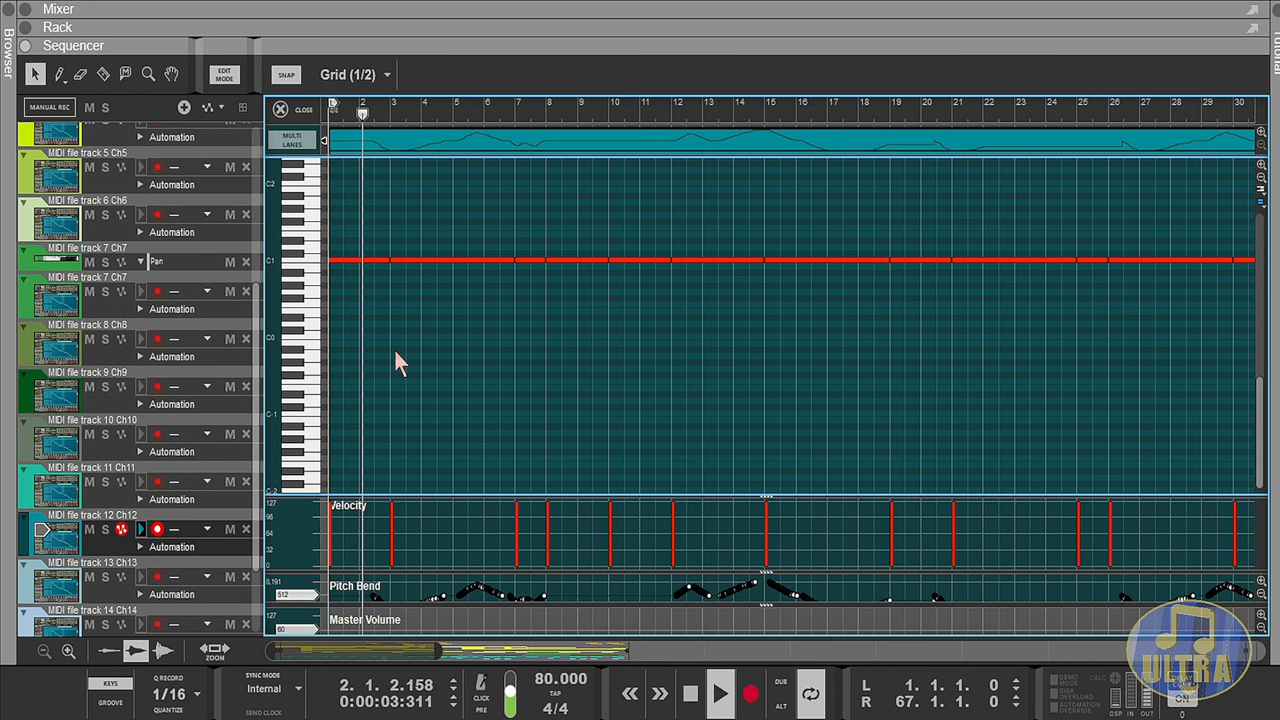 Mixer
Rack
Sequencer
Browser
EDIT MODE
SNAP
Grid (1/2)
MANUAL REC
M S
CLOSE
2 3 4 5 6 7 8 9 10 11 12 13 14 15 16 17 18 19 20 21 22 23 24 25 26 27 28 29 30
4/4
MULTI LANES
Automation
MIDI file track 5 Ch5
M S M
Automation
MIDI file track 6 Ch6
M S M
Automation
MIDI file track 7 Ch7
Pan
M
MIDI file track 7 Ch7
M S M
Automation
MIDI file track 8 Ch8
M S M
Automation
MIDI file track 9 Ch9
M S M
Automation
MIDI file track 10 Ch10
M S M
Automation
MIDI file track 11 Ch11
M S M
Automation
MIDI file track 12 Ch12
M S M
Automation
MIDI file track 13 Ch13
M S M
Automation
MIDI file track 14 Ch14
M S M
C2
C1
C0
C-1
C-2
Velocity
127
96
64
32
0
Pitch Bend
8,191
512
Master Volume
127
60
ZOOM
KEYS
GROOVE
Q RECORD
1/16
QUANTIZE
SYNC MODE
Internal
SEND CLOCK
2. 1. 2.158
0:00:03:311
CLICK
PRE
80.000
TAP
4/4
DUB
ALT
L 1. 1. 1. 0
R 67. 1. 1. 0
DEMO MODE
DISK OVERLOAD
AUTOMATION OVERRIDE
CALC
DSP IN OUT
ULTRA
ON
0